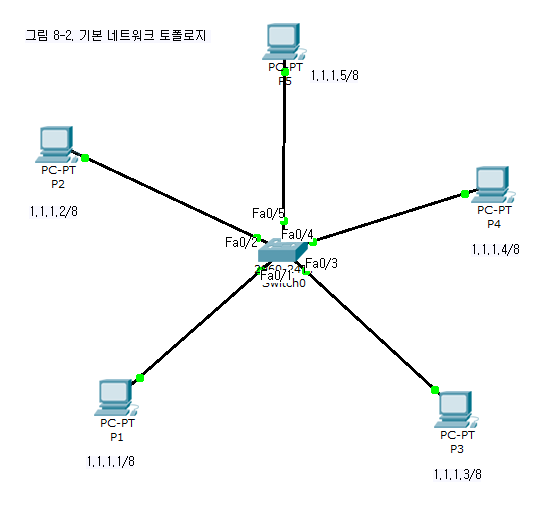 그림 8-2. 기본 네트워크 토폴로지
PC-PT
P5
1.1.1.5/8
PC-PT
P2
1.1.1.2/8
PC-PT
P4
1.1.1.4/8
Fa0/5
Fa0/4
Fa0/2
Fa0/3
Fa0/1
Switch0
PC-PT
P1
1.1.1.1/8
PC-PT
P3
1.1.1.3/8